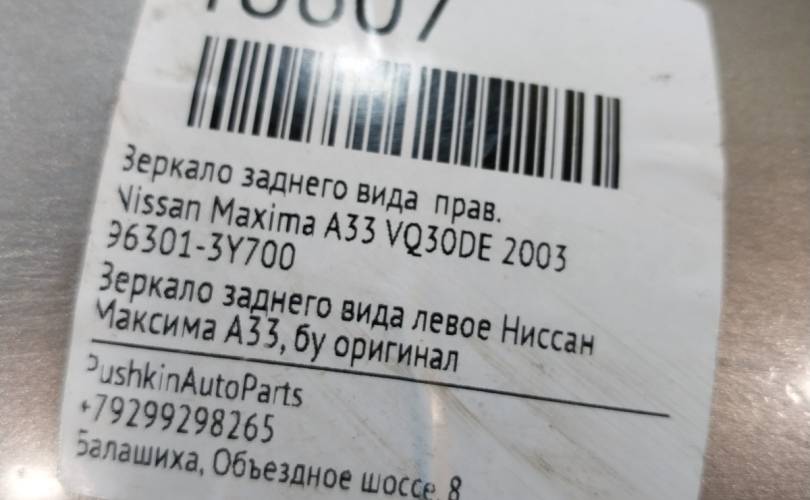 Зеркало заднего вида прав.
Nissan Maxima A33 VQ30DE 2003
96301-3Y700
Зеркало заднего вида левое Ниссан
Максима А33, бу оригинал
PushkinAutoParts
+79299298265
Балашиха, Объездное шоссе, 8